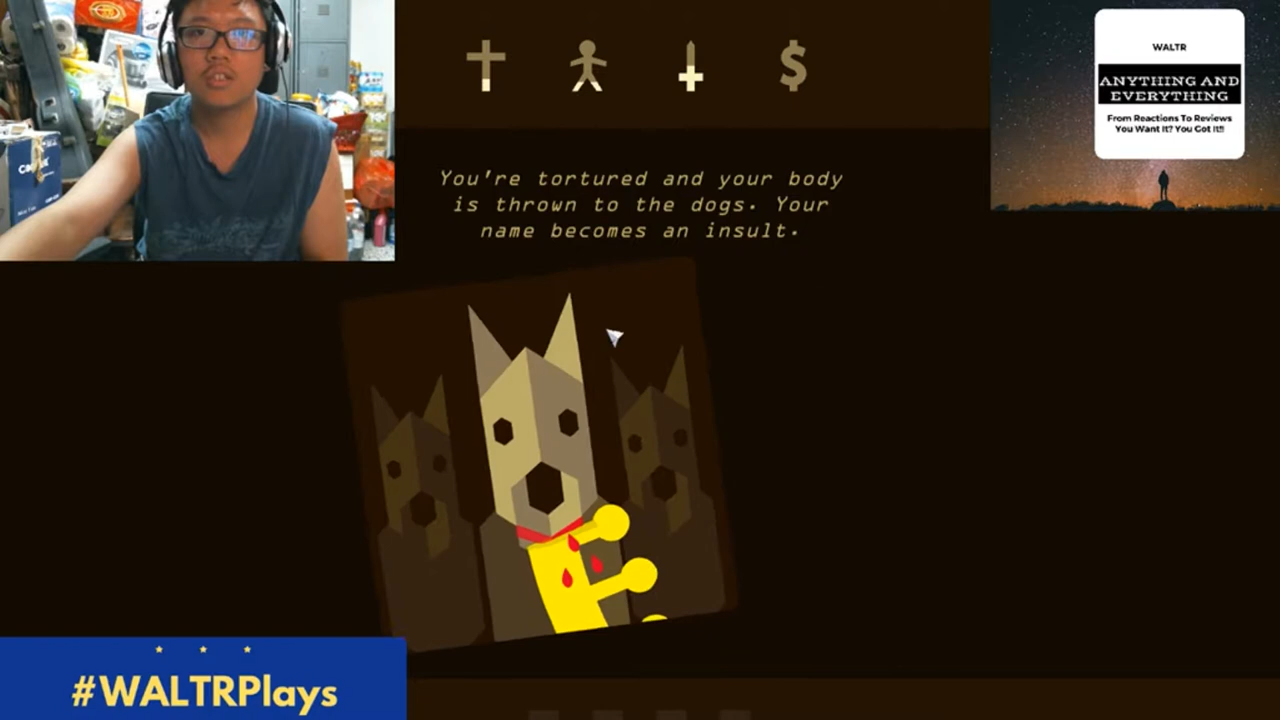 WALTR
ANYTHING AND
EVERYTHING
From Reactions To Reviews
You Want It? You Got It!!
$
You're tortured and your body
is thrown to the dogs. Your
name becomes an insult.
#WALTRPlays